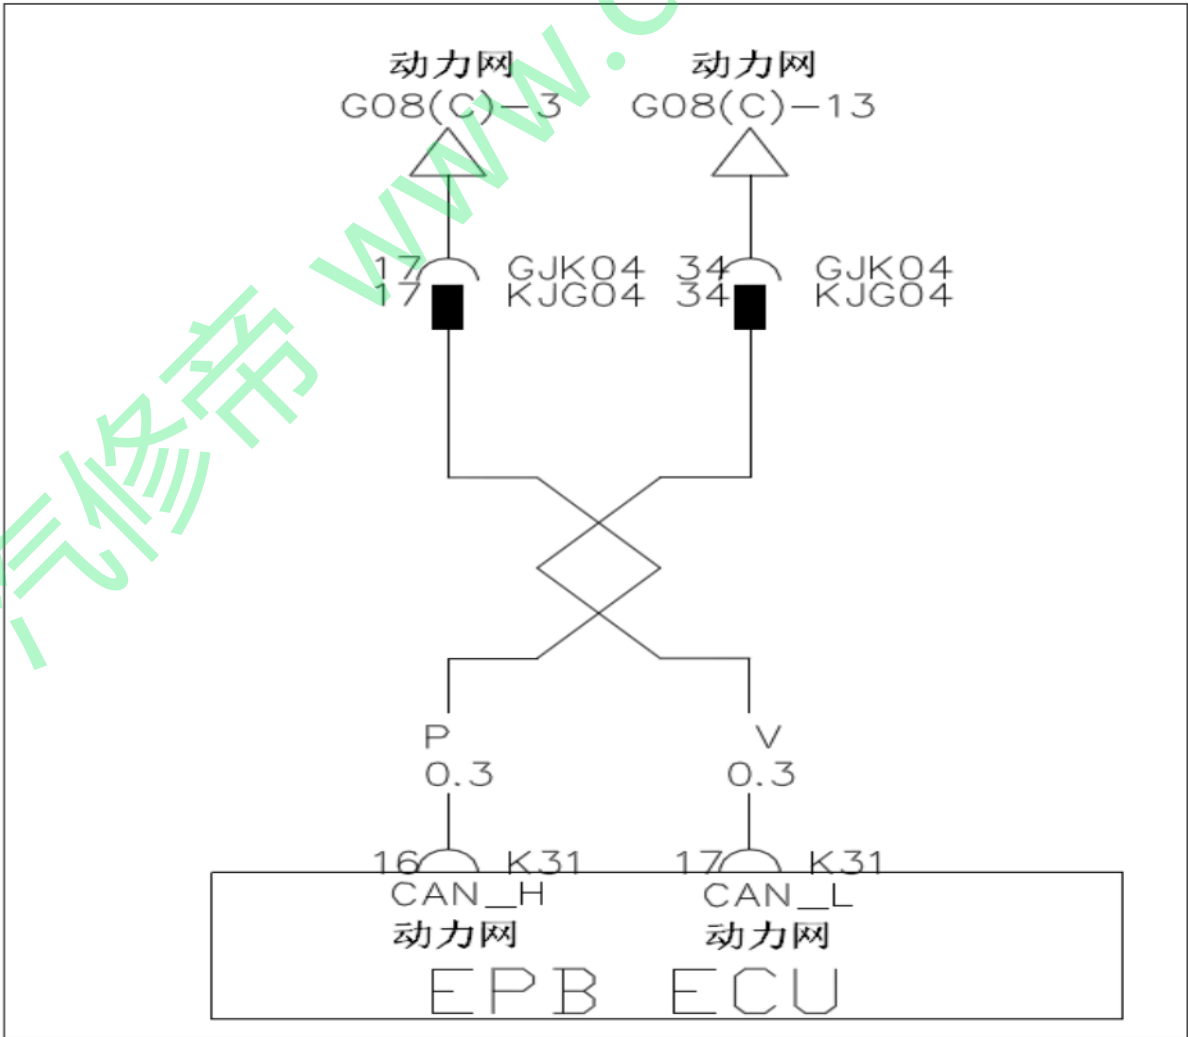 动力网 动力网
G08(C)-3 G08(C)-13
17 GJK04 34 GJK04
17 KJG04 34 KJG04
P V
0.3 0.3
16 K31 17 K31
CAN_H CAN_L
动力网 动力网
EPB ECU
汽修帝 www.c